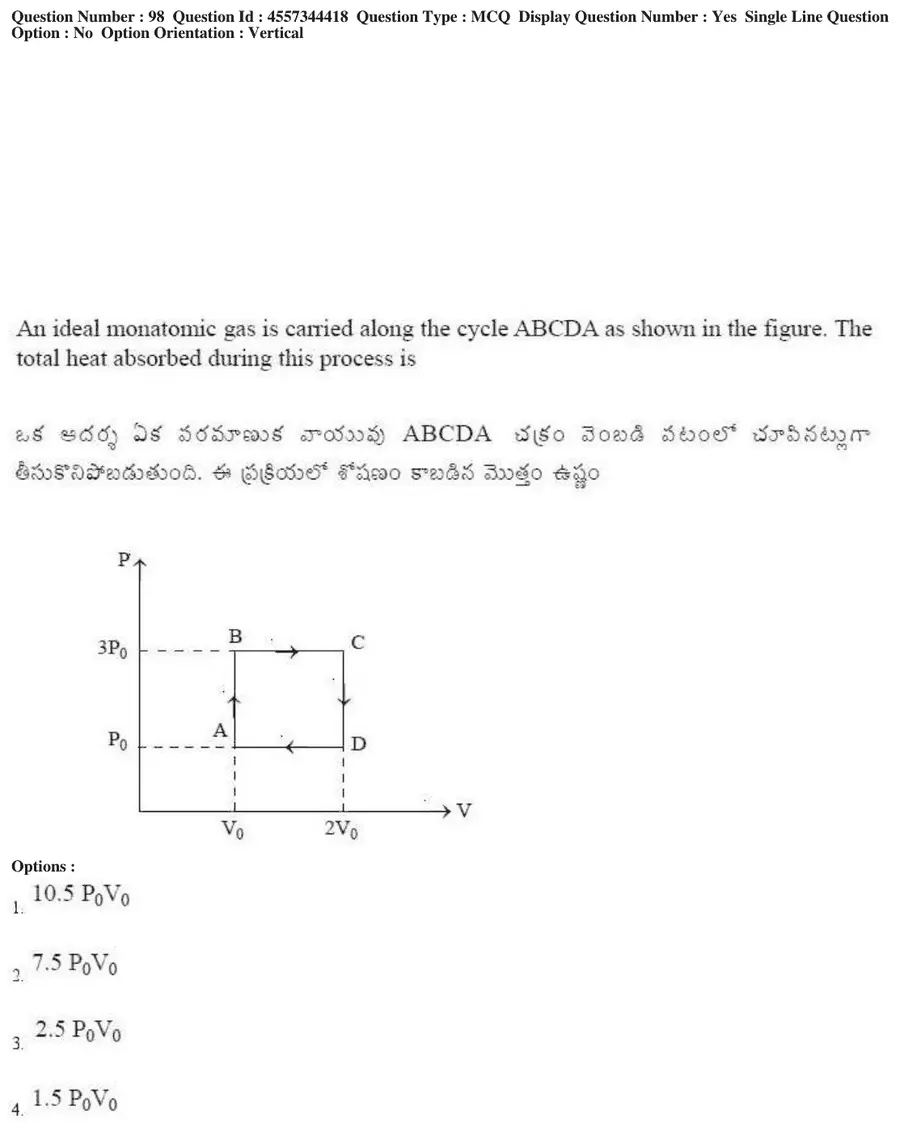 Question Number : 98 Question Id : 4557344418 Question Type : MCQ Display Question Number : Yes Single Line Question
Option : No Option Orientation : Vertical
An ideal monatomic gas is carried along the cycle ABCDA as shown in the figure. The
total heat absorbed during this process is
ఒక ఆదర్శ ఏక పరమాణుక వాయువు ABCDA చక్రం వెంబడి పటంలో చూపినట్లుగా
తీసుకొనిపోబడుతుంది. ఈ ప్రక్రియలో శోషణం కాబడిన మొత్తం ఉష్ణం
P
3P₀
B
C
P₀
A
D
V
V₀
2V₀
Options :
1. 10.5 P₀V₀
2. 7.5 P₀V₀
3. 2.5 P₀V₀
4. 1.5 P₀V₀